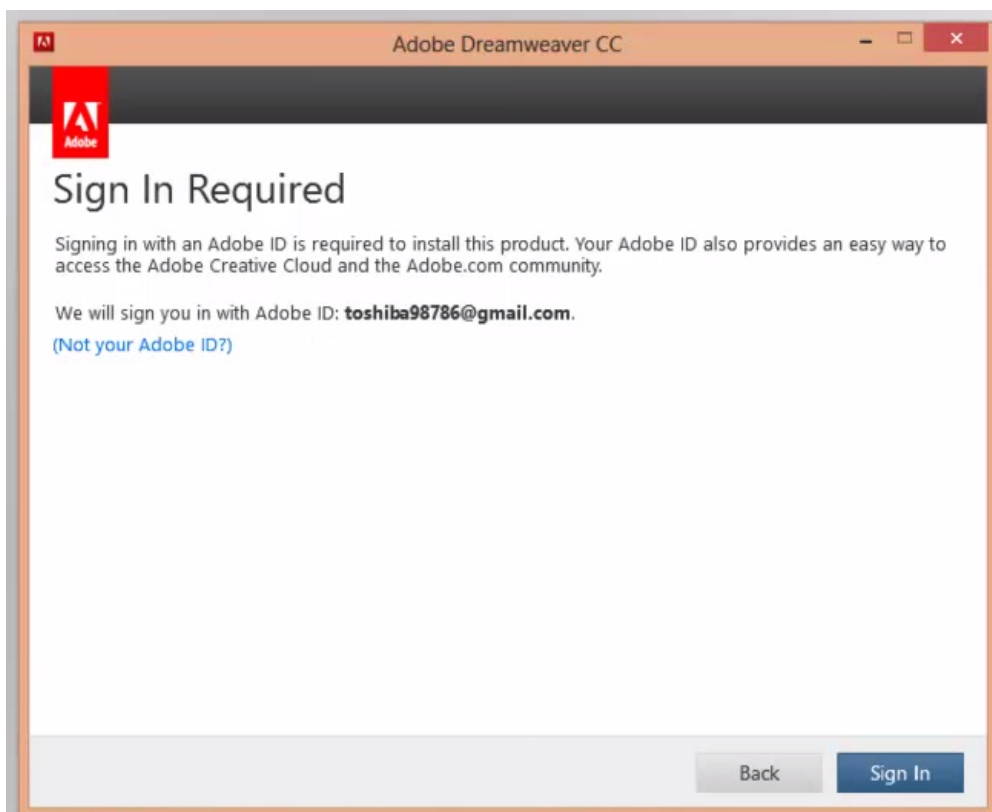 Adobe Dreamweaver CC
Adobe
Sign In Required
Signing in with an Adobe ID is required to install this product. Your Adobe ID also provides an easy way to
access the Adobe Creative Cloud and the Adobe.com community.
We will sign you in with Adobe ID: toshiba98786@gmail.com.
(Not your Adobe ID?)
Back
Sign In